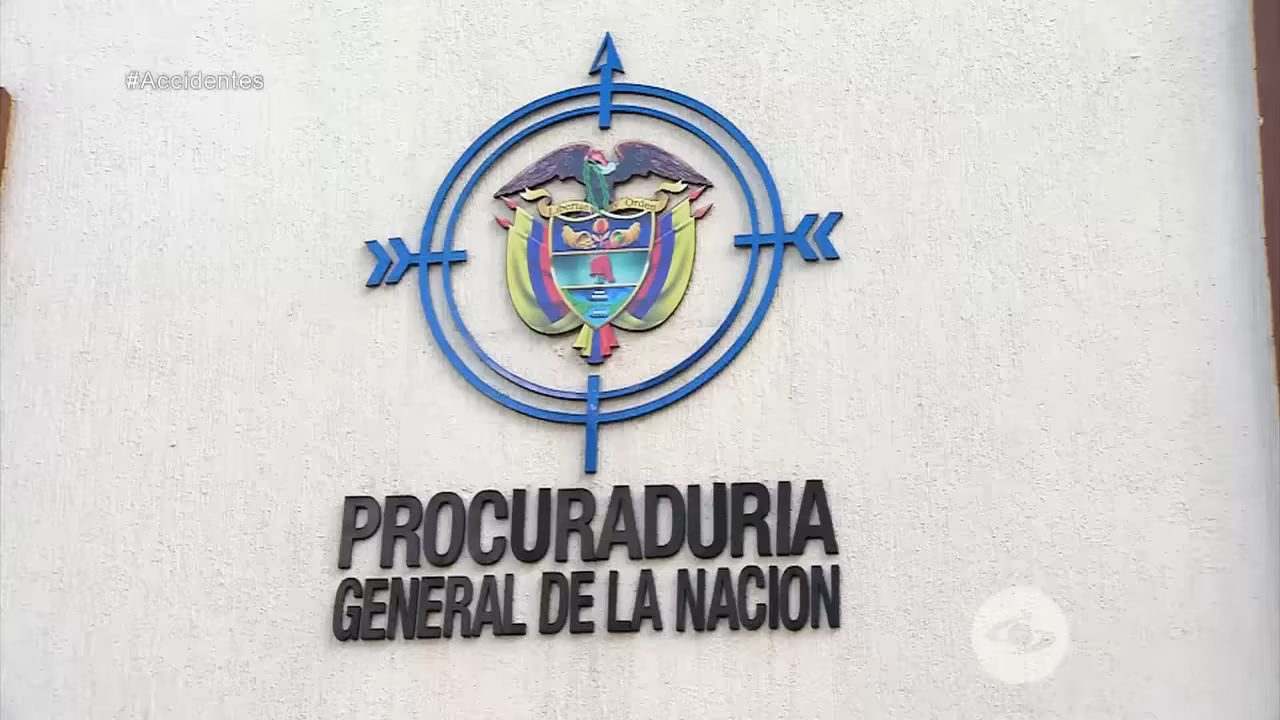 #Accidentes
Libertad y Orden
PROCURADURIA
GENERAL DE LA NACION